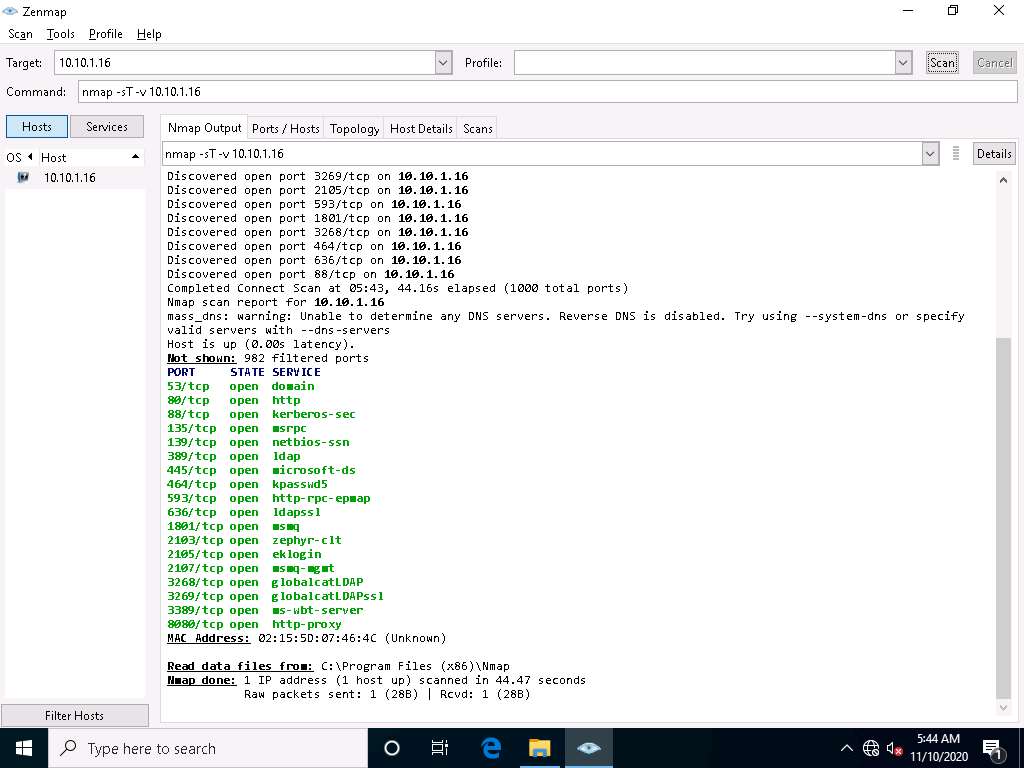 Zenmap
Scan Tools Profile Help
Target: 10.10.1.16 Profile: Scan Cancel
Command: nmap -sT -v 10.10.1.16
Hosts Services
Nmap Output Ports / Hosts Topology Host Details Scans
OS Host
10.10.1.16
nmap -sT -v 10.10.1.16 Details
Discovered open port 3269/tcp on 10.10.1.16
Discovered open port 2105/tcp on 10.10.1.16
Discovered open port 593/tcp on 10.10.1.16
Discovered open port 1801/tcp on 10.10.1.16
Discovered open port 3268/tcp on 10.10.1.16
Discovered open port 464/tcp on 10.10.1.16
Discovered open port 636/tcp on 10.10.1.16
Discovered open port 88/tcp on 10.10.1.16
Completed Connect Scan at 05:43, 44.16s elapsed (1000 total ports)
Nmap scan report for 10.10.1.16
mass_dns: warning: Unable to determine any DNS servers. Reverse DNS is disabled. Try using --system-dns or specify
valid servers with --dns-servers
Host is up (0.00s latency).
Not shown: 982 filtered ports
PORT STATE SERVICE
53/tcp open domain
80/tcp open http
88/tcp open kerberos-sec
135/tcp open msrpc
139/tcp open netbios-ssn
389/tcp open ldap
445/tcp open microsoft-ds
464/tcp open kpasswd5
593/tcp open http-rpc-epmap
636/tcp open ldapssl
1801/tcp open msmq
2103/tcp open zephyr-clt
2105/tcp open eklogin
2107/tcp open msmq-mgmt
3268/tcp open globalcatLDAP
3269/tcp open globalcatLDAPssl
3389/tcp open ms-wbt-server
8080/tcp open http-proxy
MAC Address: 02:15:5D:07:46:4C (Unknown)
Read data files from: C:\Program Files (x86)\Nmap
Nmap done: 1 IP address (1 host up) scanned in 44.47 seconds
Raw packets sent: 1 (28B) | Rcvd: 1 (28B)
Filter Hosts
Type here to search
5:44 AM
11/10/2020
1